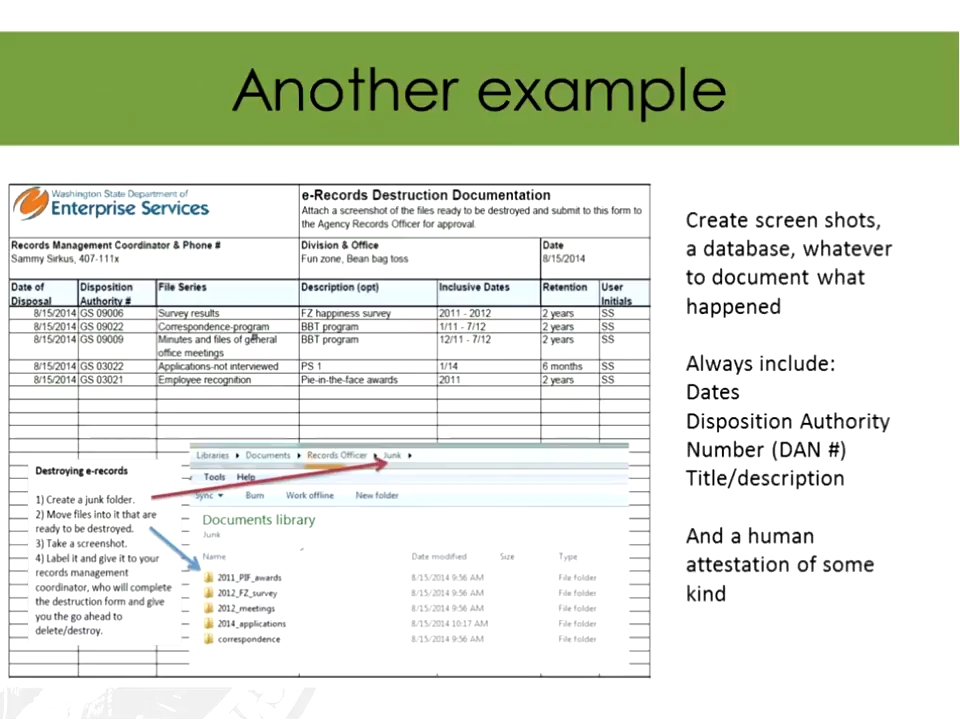 Another example
Washington State Department of
Enterprise Services
e-Records Destruction Documentation
Attach a screenshot of the files ready to be destroyed and submit to this form to
the Agency Records Officer for approval.
Records Management Coordinator & Phone #
Sammy Sirkus, 407-111x
Division & Office
Fun zone, Bean bag toss
Date
8/15/2014
Date of Disposal Disposition Authority # File Series Description (opt) Inclusive Dates Retention User Initials
8/15/2014 GS 09006 Survey results FZ happiness survey 2011 - 2012 2 years SS
8/15/2014 GS 09022 Correspondence-program BBT program 1/11 - 7/12 2 years SS
8/15/2014 GS 09009 Minutes and files of general office meetings BBT program 12/11 - 7/12 2 years SS
8/15/2014 GS 03022 Applications-not interviewed PS 1 1/14 6 months SS
8/15/2014 GS 03021 Employee recognition Pie-in-the-face awards 2011 2 years SS
Destroying e-records
1) Create a junk folder.
2) Move files into it that are
ready to be destroyed.
3) Take a screenshot.
4) Label it and give it to your
records management
coordinator, who will complete
the destruction form and give
you the go ahead to
delete/destroy.
Libraries Documents Records Officer Junk
Tools Help
Sync Burn Work offline New folder
Documents library
Junk
Name Date modified Size Type
2011_PIF_awards 8/15/2014 9:56 AM File folder
2012_FZ_survey 8/15/2014 9:56 AM File folder
2012_meetings 8/15/2014 9:56 AM File folder
2014_applications 8/15/2014 10:17 AM File folder
correspondence 8/15/2014 9:56 AM File folder
Create screen shots,
a database, whatever
to document what
happened
Always include:
Dates
Disposition Authority
Number (DAN #)
Title/description
And a human
attestation of some
kind